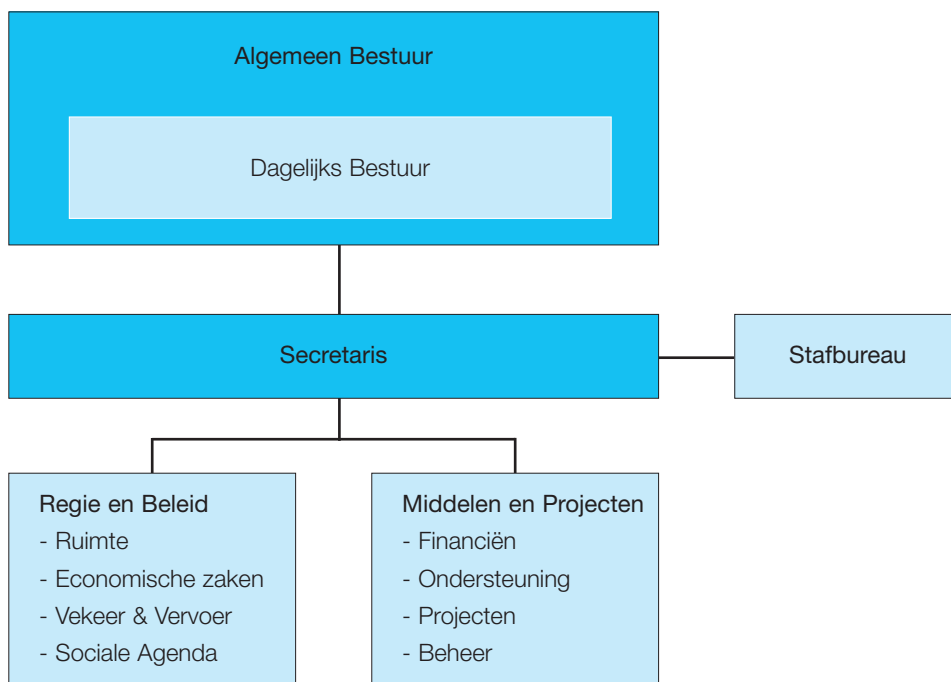 Algemeen Bestuur
Dagelijks Bestuur
Secretaris
Stafbureau
Regie en Beleid
- Ruimte
- Economische zaken
- Vekeer & Vervoer
- Sociale Agenda
Middelen en Projecten
- Financiën
- Ondersteuning
- Projecten
- Beheer